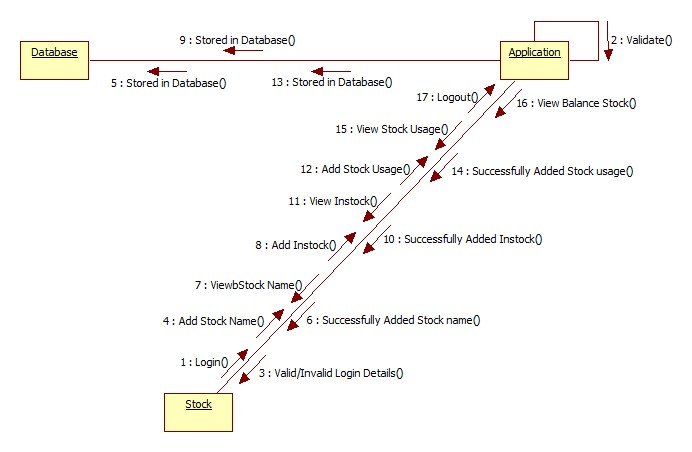 9 : Stored in Database()
Database
Application
2 : Validate()
5 : Stored in Database()
13 : Stored in Database()
17 : Logout()
16 : View Balance Stock()
15 : View Stock Usage()
12 : Add Stock Usage()
14 : Successfully Added Stock usage()
11 : View Instock()
8 : Add Instock()
10 : Successfully Added Instock()
7 : ViewbStock Name()
4 : Add Stock Name()
6 : Successfully Added Stock name()
1 : Login()
3 : Valid/Invalid Login Details()
Stock